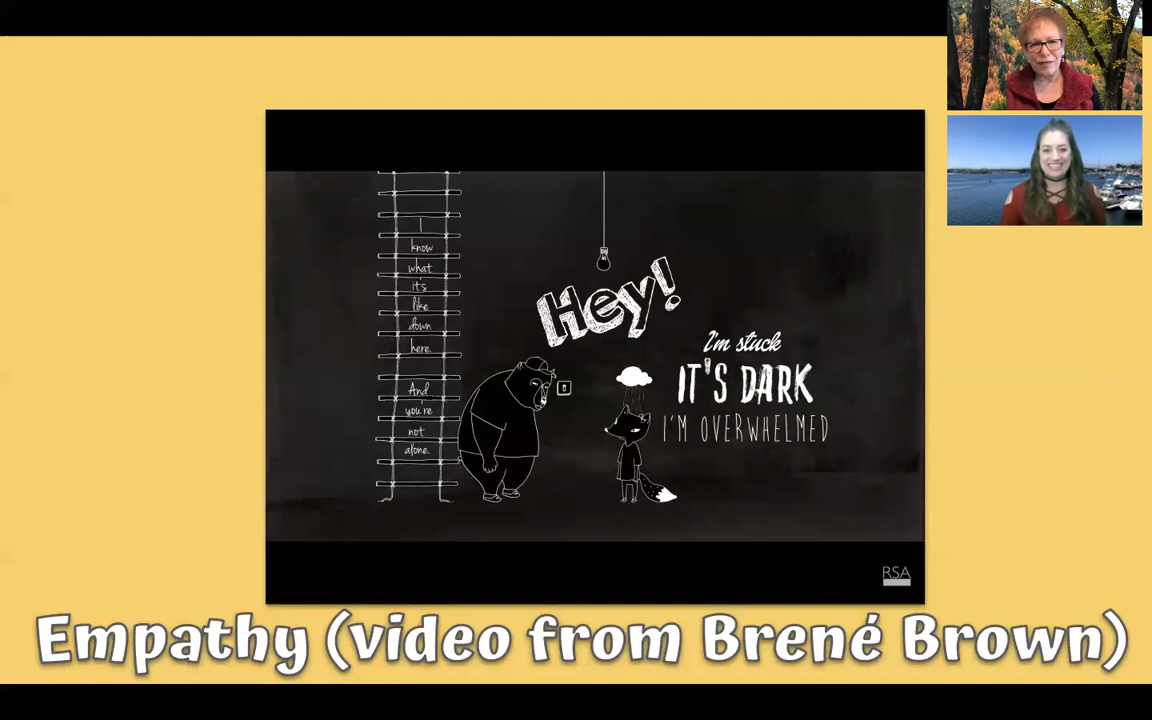 I
know
what
it's
like
down
here.
And
you're
not
alone.
Hey!
I'm stuck
IT'S DARK
I'M OVERWHELMED
RSA
Empathy (video from Brené Brown)